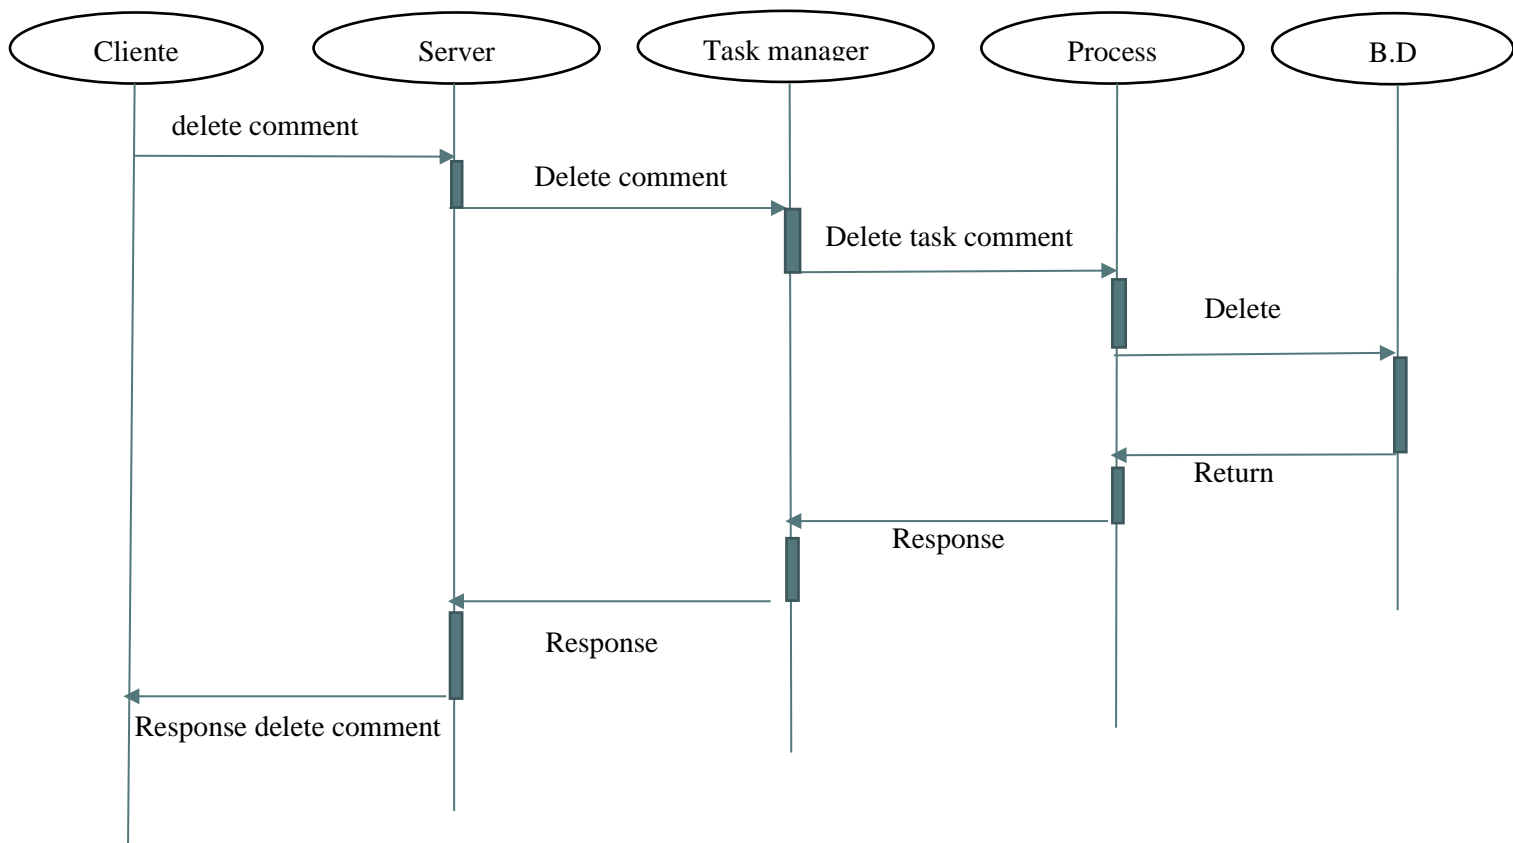 Cliente
Server
Task manager
Process
B.D
delete comment
Delete comment
Delete task comment
Delete
Return
Response
Response
Response delete comment